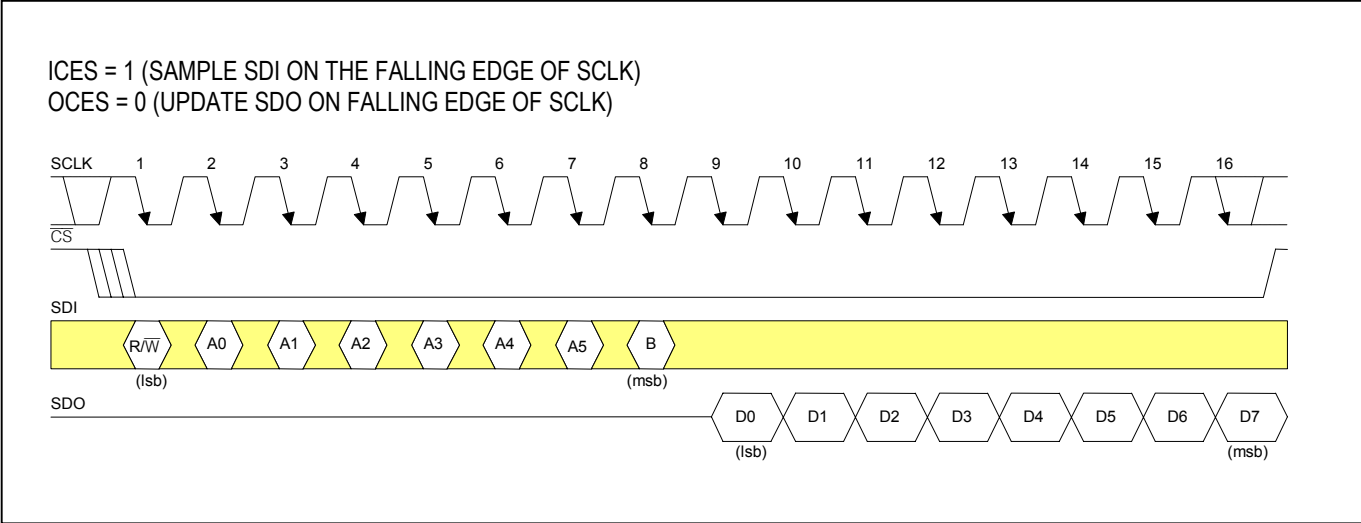 ICES = 1 (SAMPLE SDI ON THE FALLING EDGE OF SCLK)
OCES = 0 (UPDATE SDO ON FALLING EDGE OF SCLK)
SCLK 1 2 3 4 5 6 7 8 9 10 11 12 13 14 15 16
C̅S̅
SDI
R/W̅ A0 A1 A2 A3 A4 A5 B
(lsb) (msb)
SDO
D0 D1 D2 D3 D4 D5 D6 D7
(lsb) (msb)